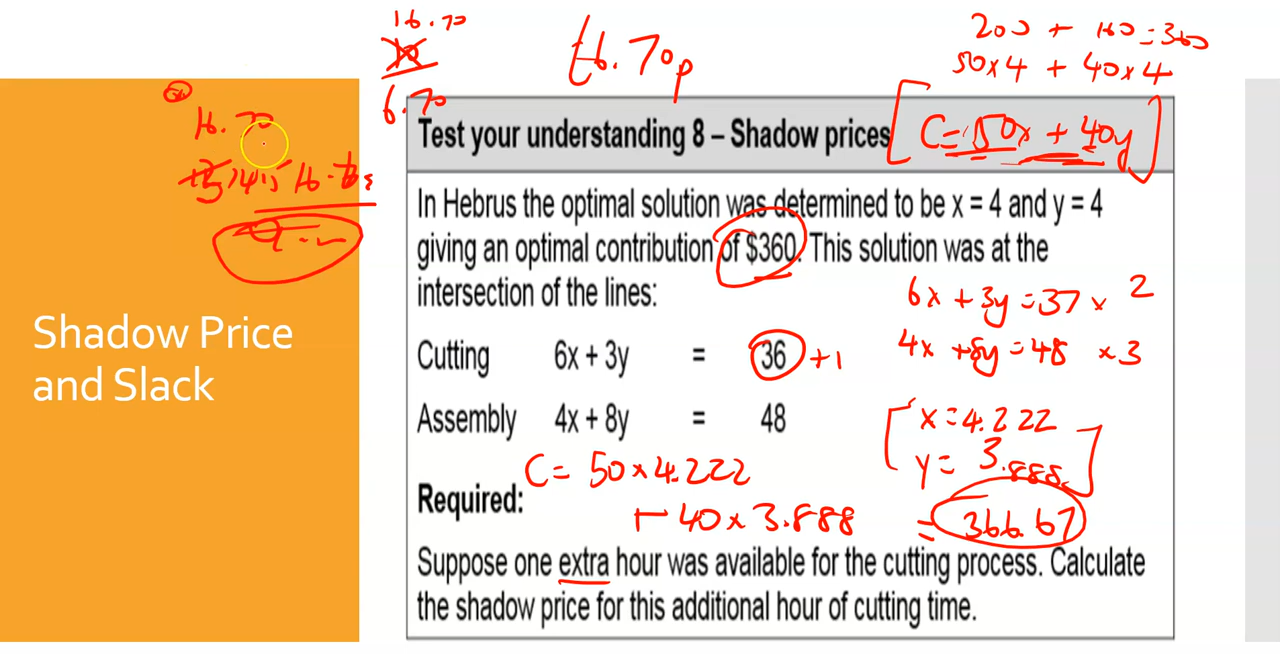 16.70
10
6.70
£6.70p
200 + 160 = 360
50x4 + 40x4
C = 50x + 40y
16.70
Test your understanding 8 – Shadow prices
In Hebrus the optimal solution was determined to be x = 4 and y = 4
giving an optimal contribution of $360. This solution was at the
intersection of the lines:
6x + 3y = 37 x 2
4x + 8y = 48 x 3
Shadow Price
and Slack
Cutting 6x + 3y = 36 +1
Assembly 4x + 8y = 48
x = 4.222
y = 3.888
C = 50 x 4.222
+ 40 x 3.888 = 366.67
Required:
Suppose one extra hour was available for the cutting process. Calculate
the shadow price for this additional hour of cutting time.